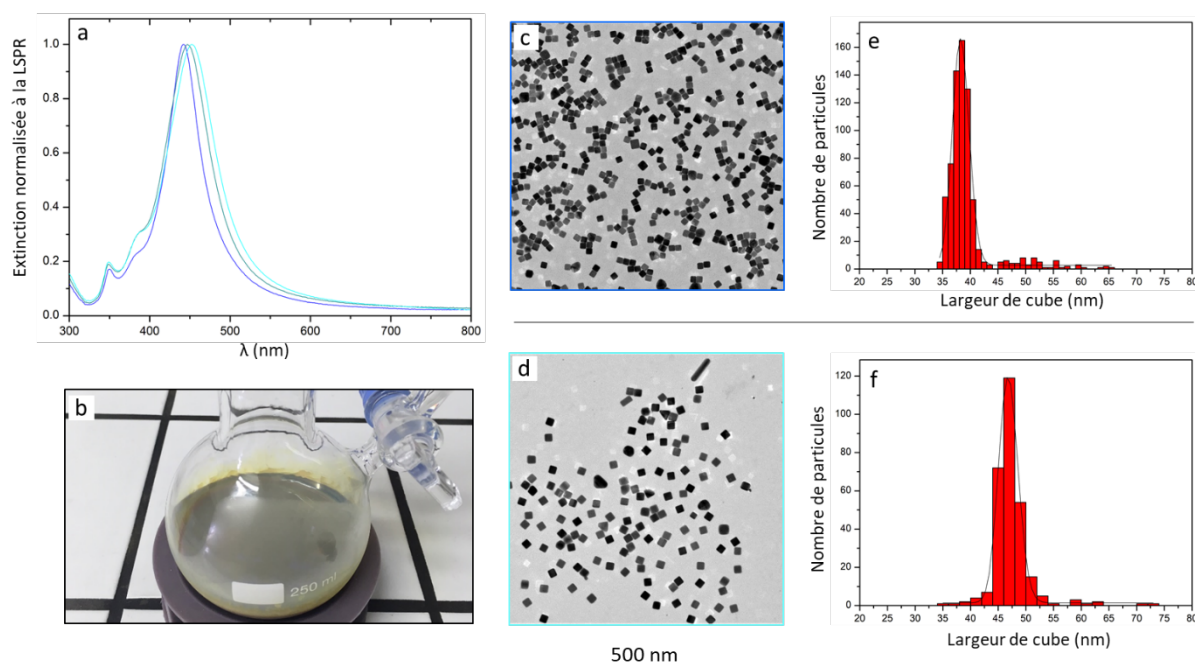 a
Extinction normalisée à la LSPR
1.0
0.8
0.6
0.4
0.2
0.0
300 400 500 600 700 800
λ (nm)
b
250 ml
c
d
500 nm
e
Nombre de particules
160
140
120
100
80
60
40
20
0
20 25 30 35 40 45 50 55 60 65 70 75 80
Largeur de cube (nm)
f
Nombre de particules
120
100
80
60
40
20
0
20 25 30 35 40 45 50 55 60 65 70 75 80
Largeur de cube (nm)